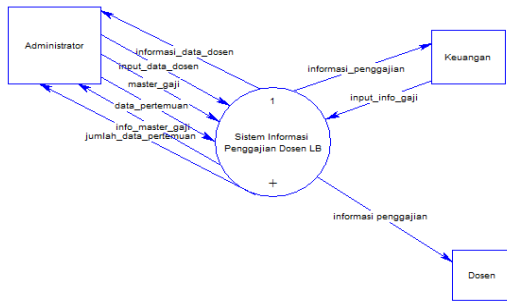 Administrator
informasi_data_dosen
input_data_dosen
master_gaji
data_pertemuan
info_master_gaji
jumlah_data_pertemuan
1
Sistem Informasi
Penggajian Dosen LB
+
informasi_penggajian
Keuangan
input_info_gaji
informasi penggajian
Dosen